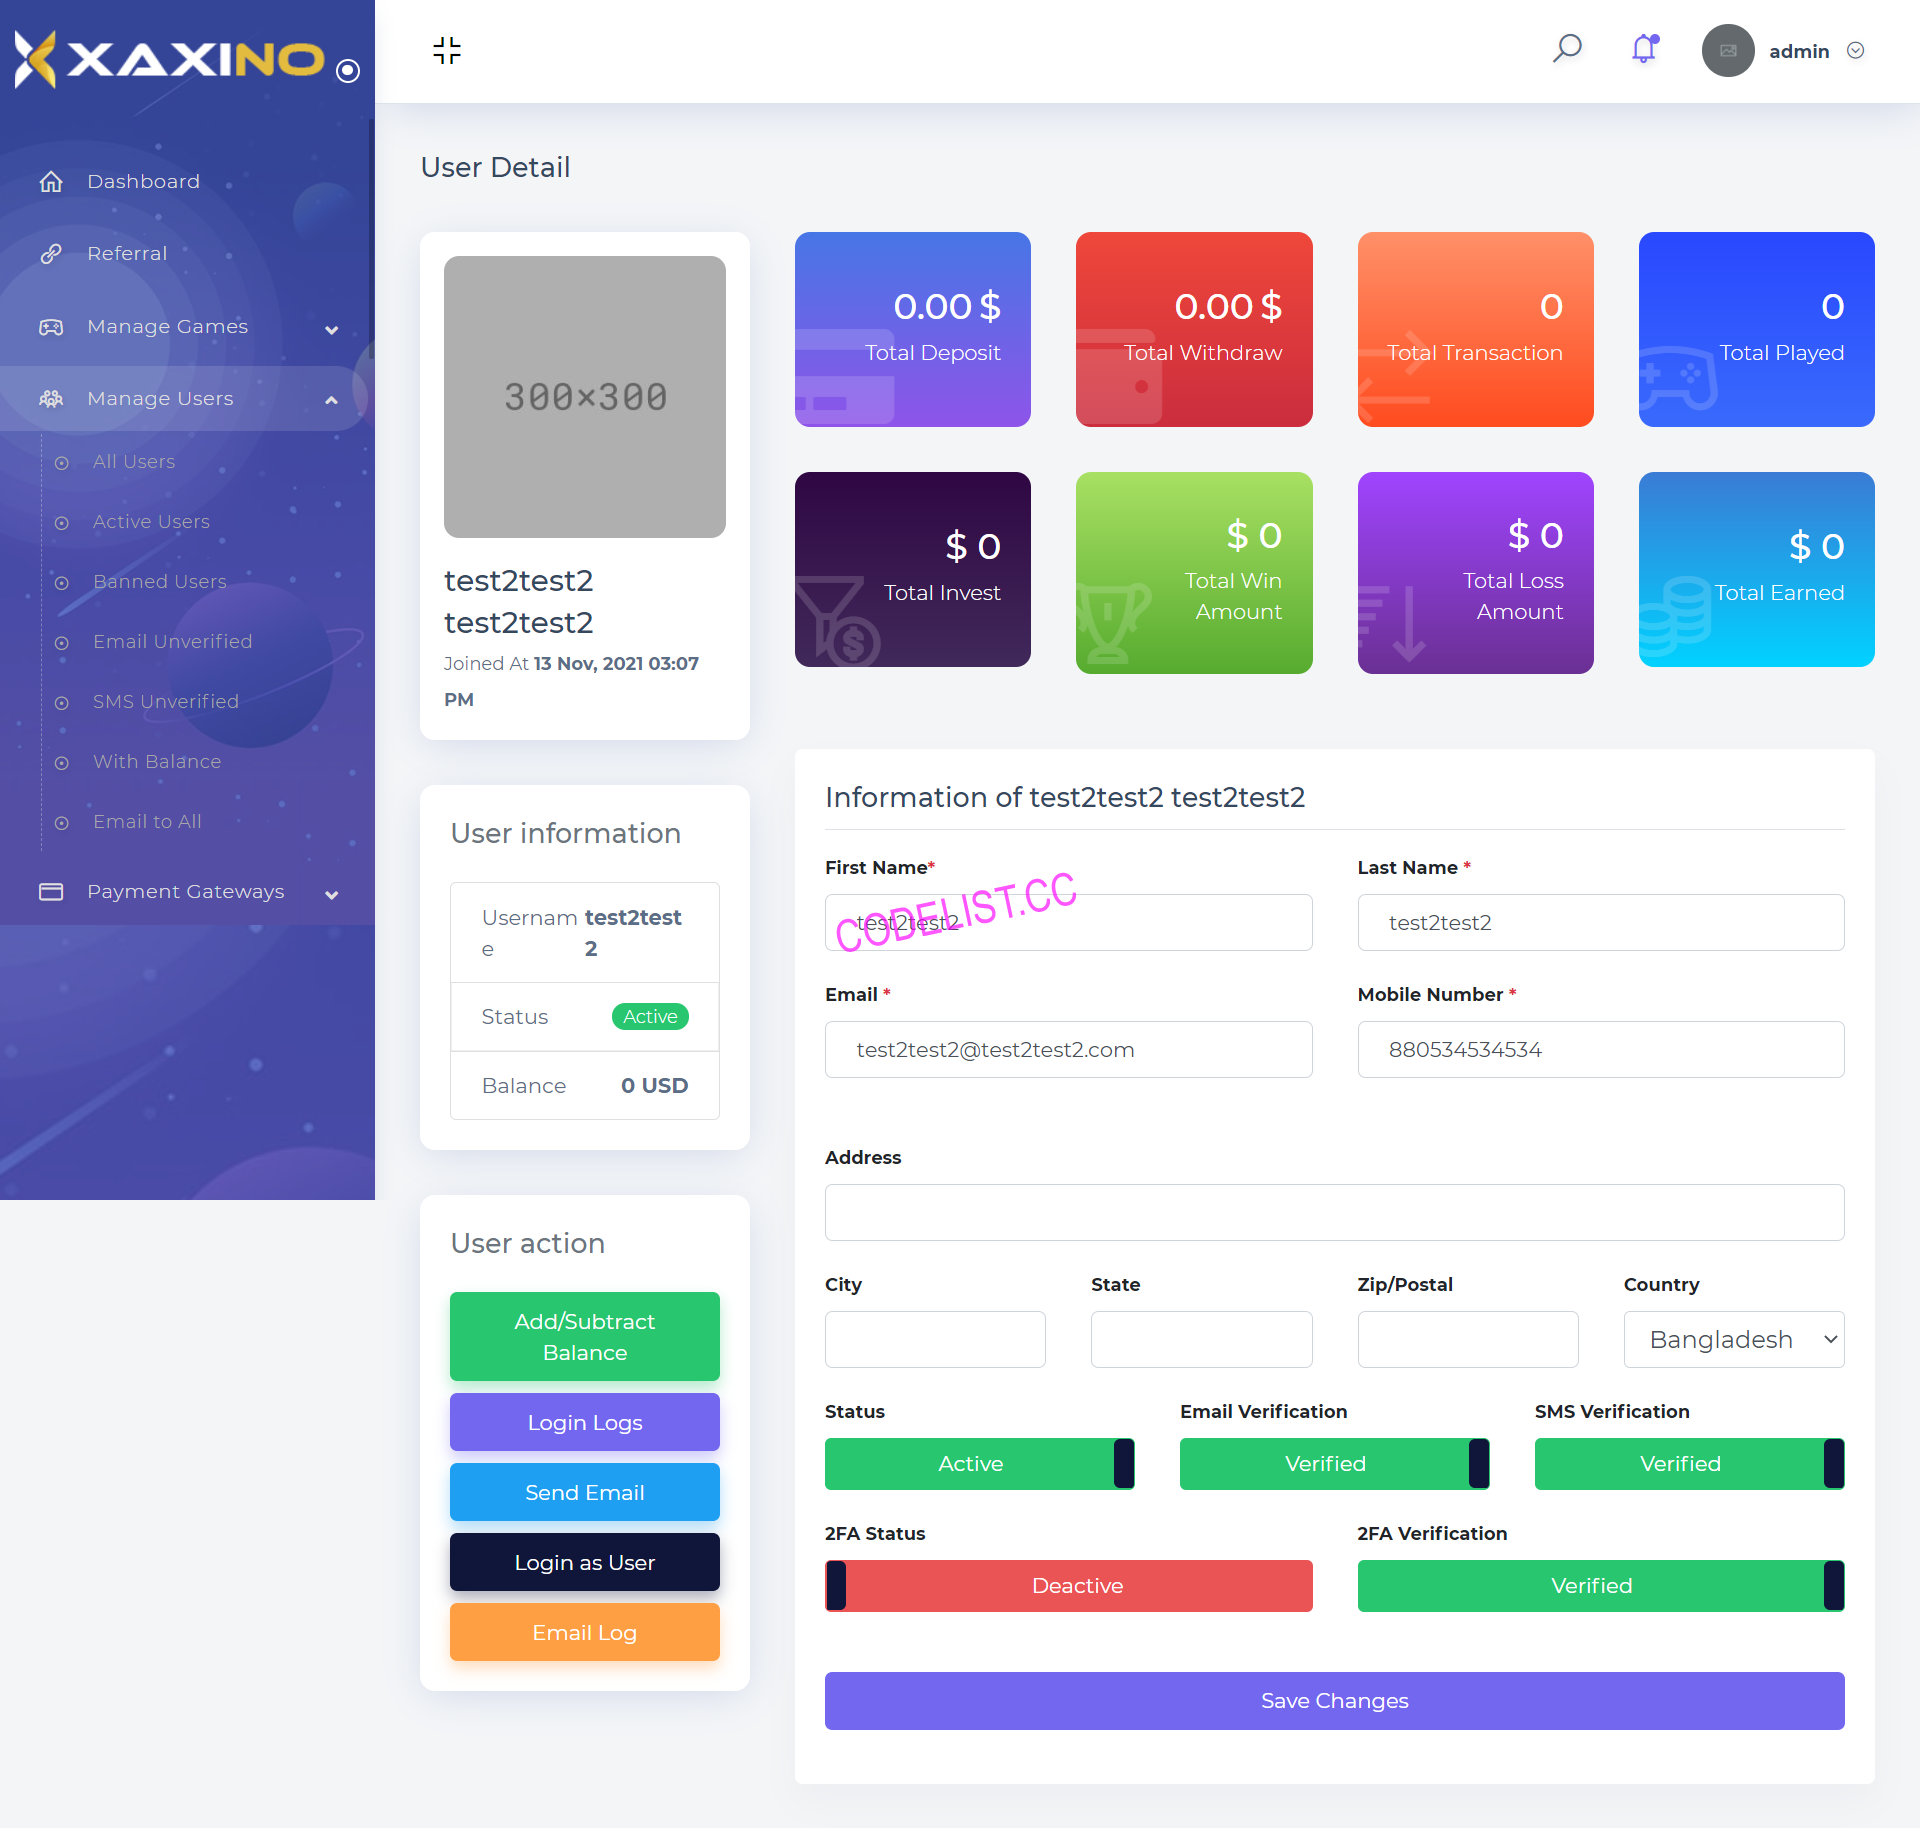 XAXINO
admin
Dashboard
Referral
Manage Games
Manage Users
All Users
Active Users
Banned Users
Email Unverified
SMS Unverified
With Balance
Email to All
Payment Gateways
User Detail
300×300
test2test2
test2test2
Joined At 13 Nov, 2021 03:07
PM
0.00 $
Total Deposit
0.00 $
Total Withdraw
0
Total Transaction
0
Total Played
$ 0
Total Invest
$ 0
Total Win
Amount
$ 0
Total Loss
Amount
$ 0
Total Earned
User information
Usernam test2test
e 2
Status Active
Balance 0 USD
User action
Add/Subtract
Balance
Login Logs
Send Email
Login as User
Email Log
Information of test2test2 test2test2
First Name* Last Name *
test2test2 test2test2
CODELIST.CC
Email * Mobile Number *
test2test2@test2test2.com 880534534534
Address
City State Zip/Postal Country
Bangladesh
Status Email Verification SMS Verification
Active Verified Verified
2FA Status 2FA Verification
Deactive Verified
Save Changes